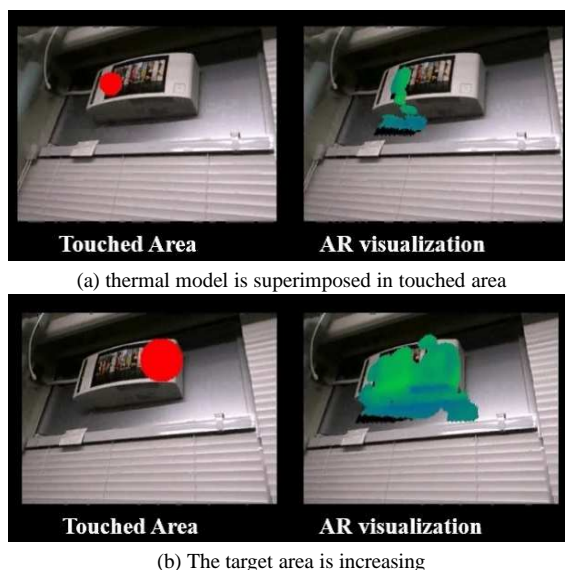 Touched Area AR visualization
(a) thermal model is superimposed in touched area
Touched Area AR visualization
(b) The target area is increasing